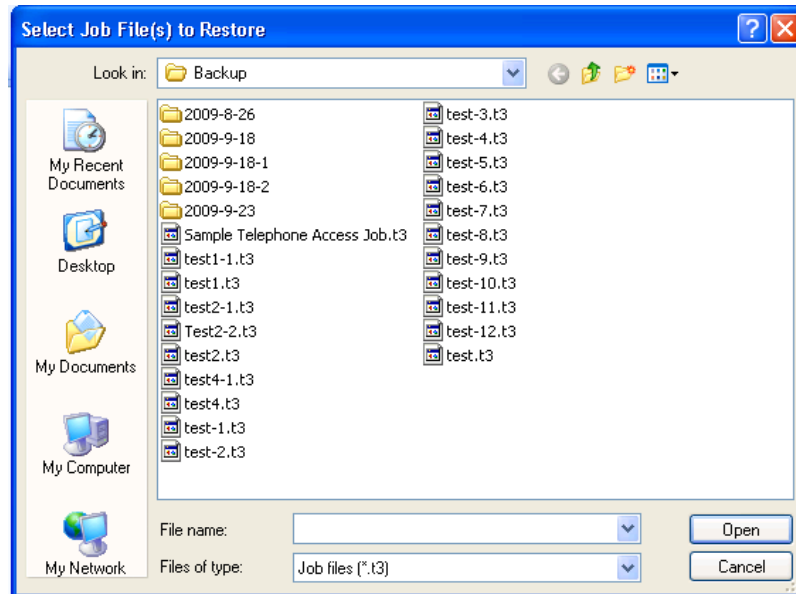 Select Job File(s) to Restore
Look in:
Backup
My Recent
Documents
Desktop
My Documents
My Computer
My Network
2009-8-26
2009-9-18
2009-9-18-1
2009-9-18-2
2009-9-23
Sample Telephone Access Job.t3
test1-1.t3
test1.t3
test2-1.t3
Test2-2.t3
test2.t3
test4-1.t3
test4.t3
test-1.t3
test-2.t3
test-3.t3
test-4.t3
test-5.t3
test-6.t3
test-7.t3
test-8.t3
test-9.t3
test-10.t3
test-11.t3
test-12.t3
test.t3
File name:
Open
Files of type:
Job files (*.t3)
Cancel